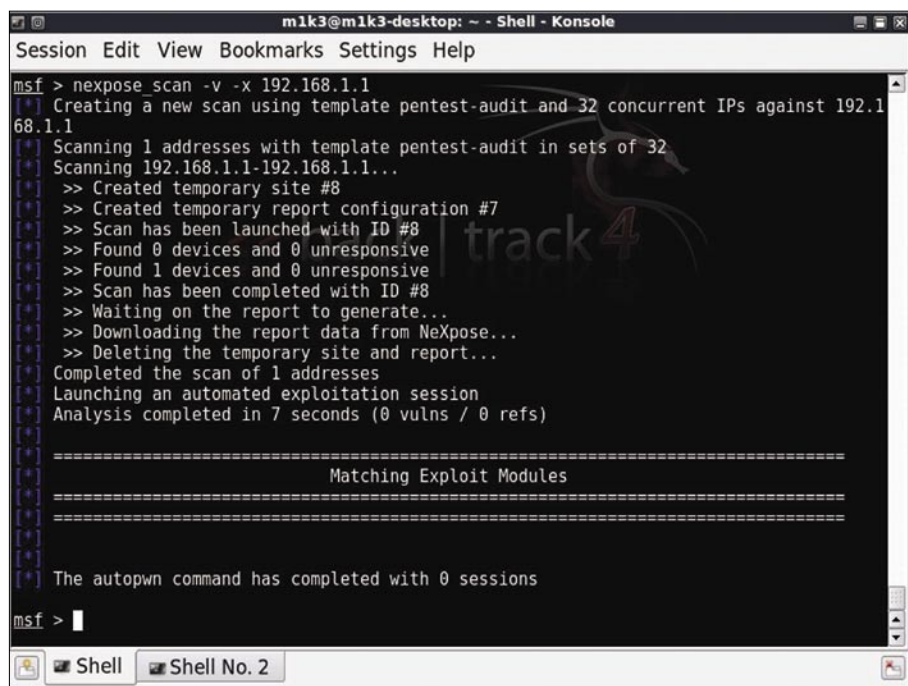 m1k3@m1k3-desktop: ~ - Shell - Konsole
Session Edit View Bookmarks Settings Help
msf > nexpose_scan -v -x 192.168.1.1
[*] Creating a new scan using template pentest-audit and 32 concurrent IPs against 192.1
68.1.1
[*] Scanning 1 addresses with template pentest-audit in sets of 32
[*] Scanning 192.168.1.1-192.168.1.1...
[*] >> Created temporary site #8
[*] >> Created temporary report configuration #7
[*] >> Scan has been launched with ID #8
[*] >> Found 0 devices and 0 unresponsive
[*] >> Found 1 devices and 0 unresponsive
[*] >> Scan has been completed with ID #8
[*] >> Waiting on the report to generate...
[*] >> Downloading the report data from NeXpose...
[*] >> Deleting the temporary site and report...
[*] Completed the scan of 1 addresses
[*] Launching an automated exploitation session
[*] Analysis completed in 7 seconds (0 vulns / 0 refs)
[*]
[*] ================================================================================
[*] Matching Exploit Modules
[*] ================================================================================
[*] ================================================================================
[*]
[*]
[*] The autopwn command has completed with 0 sessions
msf >
back | track 4
Shell
Shell No. 2